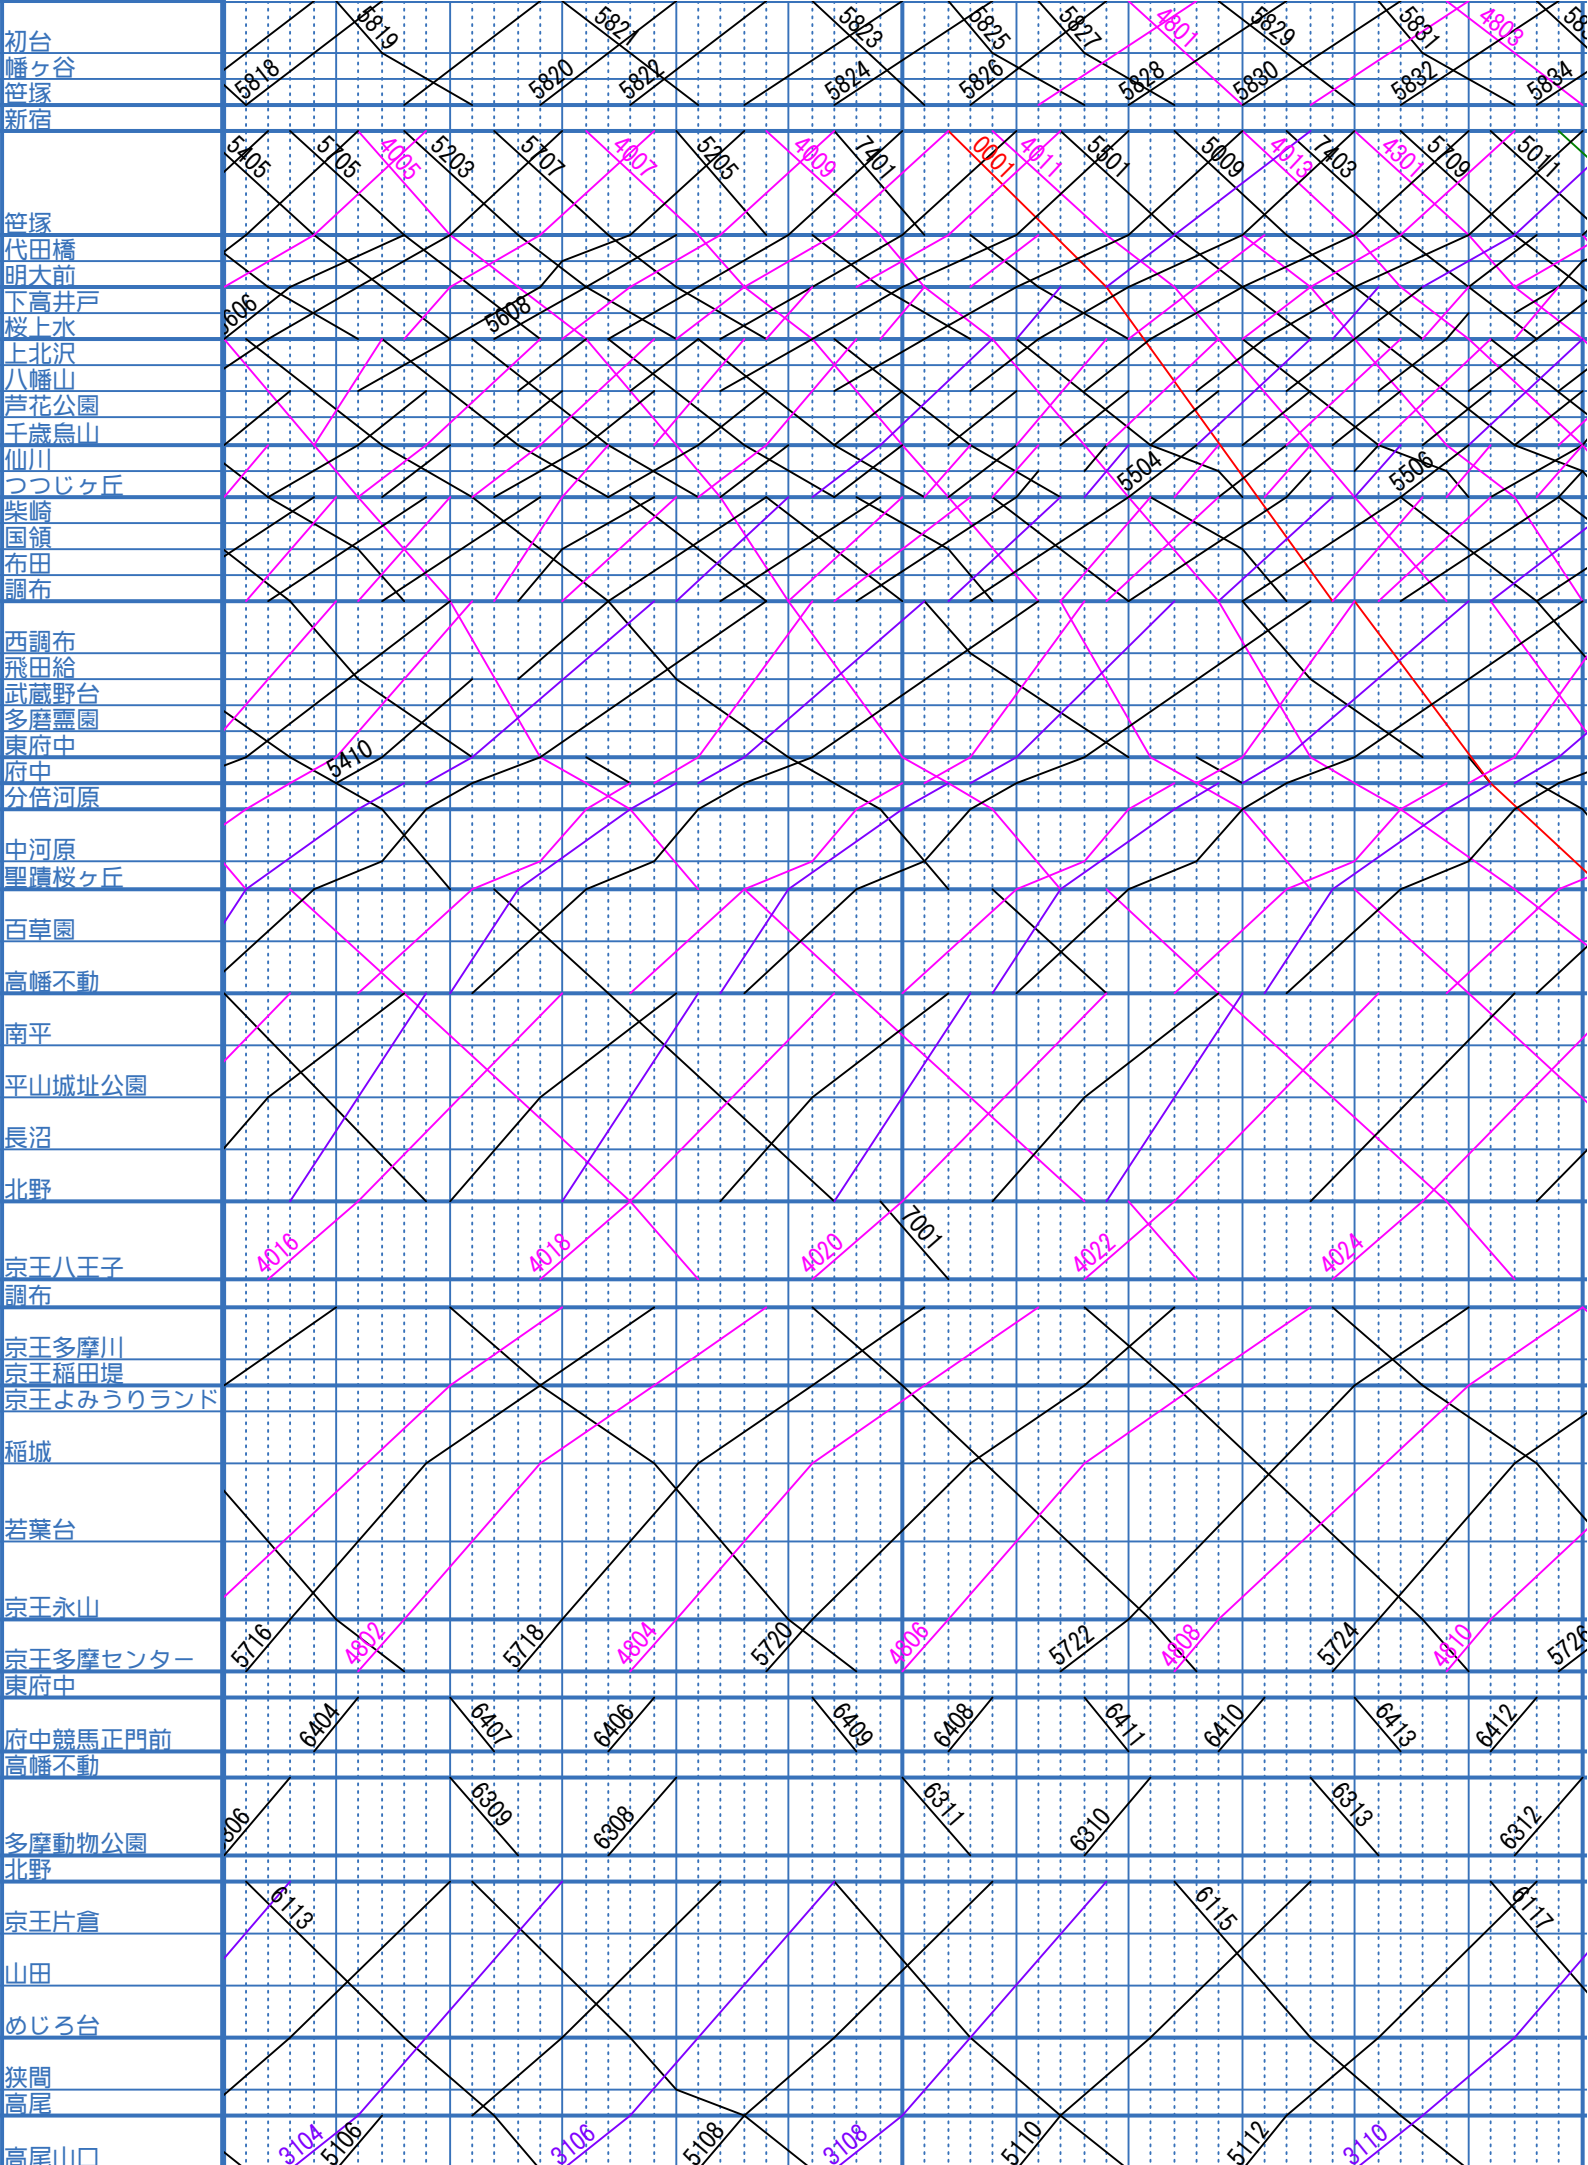 初台
5819 5821 5823 5825 5827 4801 5829 5831 4803
幡ヶ谷
5818 5820 5822 5824 5826 5828 5830 5832 5834
笹塚
新宿
5405 5705 4005 5203 5707 4007 5205 4009 7401 0001 4011 5501 5009 4013 7403 4301 5709 5011
笹塚
代田橋
明大前
下高井戸
5608
桜上水
上北沢
八幡山
芦花公園
千歳烏山
仙川
5504 5506
つつじヶ丘
柴崎
国領
布田
調布
西調布
飛田給
武蔵野台
多磨霊園
東府中
5410
府中
分倍河原
中河原
聖蹟桜ヶ丘
百草園
高幡不動
南平
平山城址公園
長沼
北野
4016 4018 4020 7001 4022 4024
京王八王子
調布
京王多摩川
京王稲田堤
京王よみうりランド
稲城
若葉台
京王永山
5716 4802 5718 4804 5720 4806 5722 4808 5724 4810 5726
京王多摩センター
東府中
6404 6407 6406 6409 6408 6411 6410 6413 6412
府中競馬正門前
高幡不動
6309 6308 6311 6310 6313 6312
多摩動物公園
北野
6113 6115 6117
京王片倉
山田
めじろ台
狭間
高尾
3104 5106 3106 5108 3108 5110 5112 3110
高尾山口